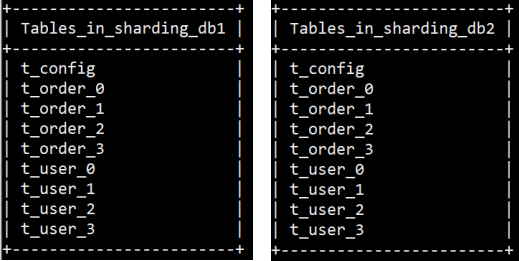 Tables_in_sharding_db1
t_config
t_order_0
t_order_1
t_order_2
t_order_3
t_user_0
t_user_1
t_user_2
t_user_3
Tables_in_sharding_db2
t_config
t_order_0
t_order_1
t_order_2
t_order_3
t_user_0
t_user_1
t_user_2
t_user_3